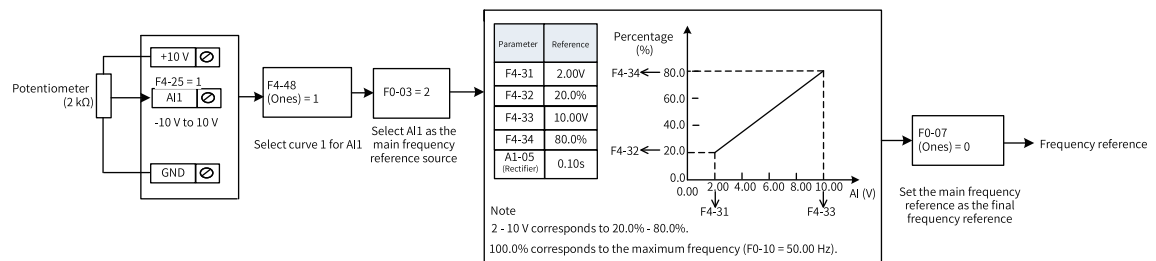 Potentiometer
(2 kΩ)
+10 V
F4-25 = 1
AI1
-10 V to 10 V
GND
F4-48
(Ones) = 1
Select curve 1 for AI1
F0-03 = 2
Select AI1 as the
main frequency
reference source
Parameter Reference
F4-31 2.00V
F4-32 20.0%
F4-33 10.00V
F4-34 80.0%
A1-05
(Rectifier) 0.10s
Percentage
(%)
F4-34 80.0
60.0
40.0
F4-32 20.0
0.0
0.00 2.00 4.00 6.00 8.00 10.00 AI (V)
F4-31 F4-33
Note
2 - 10 V corresponds to 20.0% - 80.0%.
100.0% corresponds to the maximum frequency (F0-10 = 50.00 Hz).
F0-07
(Ones) = 0
Set the main frequency
reference as the final
frequency reference
Frequency reference